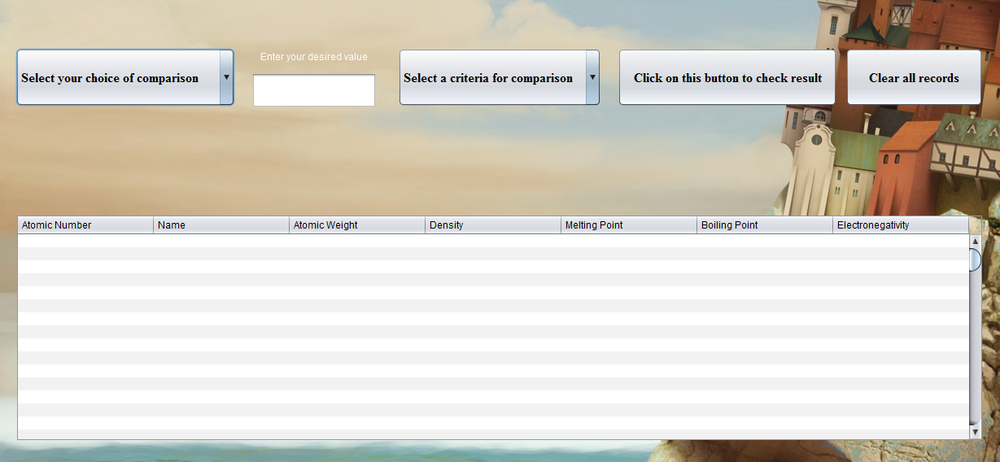 Enter your desired value
Select your choice of comparison
Select a criteria for comparison
Click on this button to check result
Clear all records
Atomic Number
Name
Atomic Weight
Density
Melting Point
Boiling Point
Electronegativity